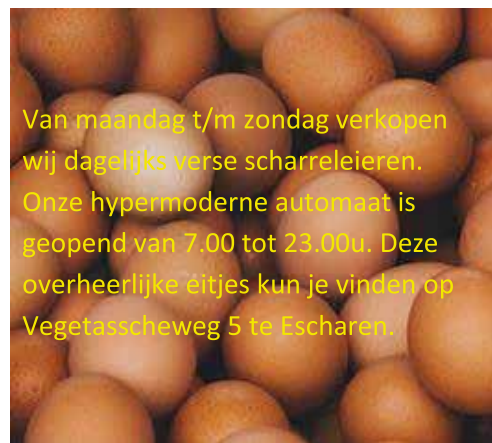 Van maandag t/m zondag verkopen
wij dagelijks verse scharreleieren.
Onze hypermoderne automaat is
geopend van 7.00 tot 23.00u. Deze
overheerlijke eitjes kun je vinden op
Vegetasscheweg 5 te Escharen.